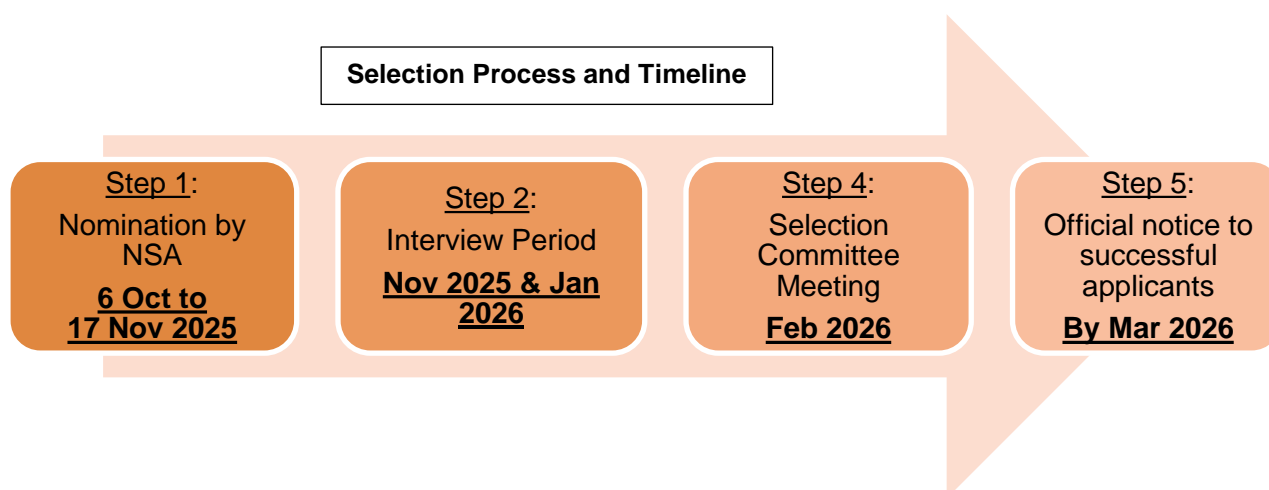 Selection Process and Timeline
Step 1:
Nomination by
NSA
6 Oct to
17 Nov 2025
Step 2:
Interview Period
Nov 2025 & Jan
2026
Step 4:
Selection
Committee
Meeting
Feb 2026
Step 5:
Official notice to
successful
applicants
By Mar 2026